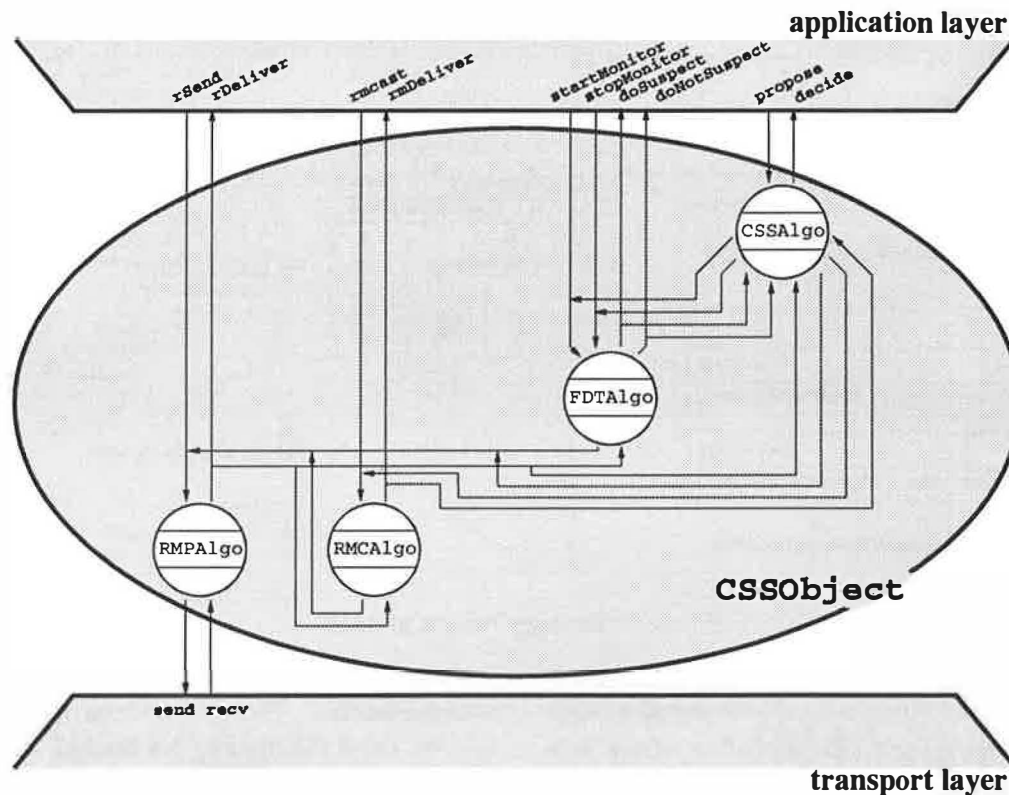 application layer
rSend
rDeliver
rmcast
rmDeliver
startMonitor
stopMonitor
doSuspect
doNotSuspect
propose
decide
CSSAlgo
FDTAlgo
RMPAlgo
RMCAlgo
CSSObject
send recv
transport layer